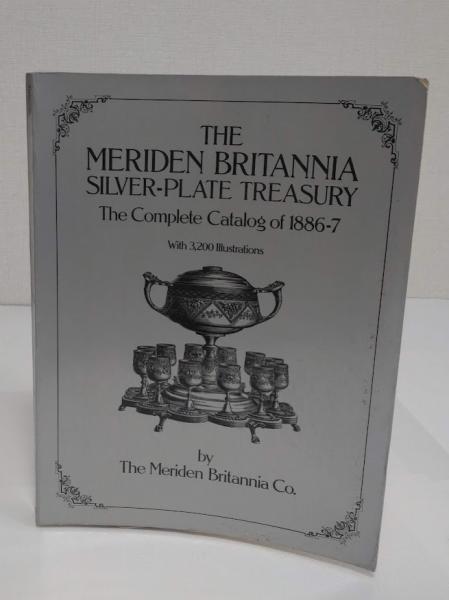 THE
MERIDEN BRITANNIA
SILVER-PLATE TREASURY
The Complete Catalog of 1886-7
With 3,200 Illustrations
by
The Meriden Britannia Co.